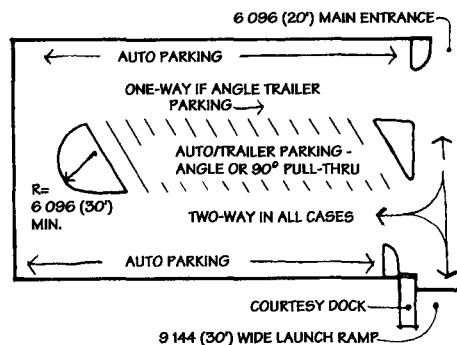 6 096 (20') MAIN ENTRANCE
AUTO PARKING
ONE-WAY IF ANGLE TRAILER
PARKING
AUTO/TRAILER PARKING -
ANGLE OR 90° PULL-THRU
R=
6 096 (30')
MIN.
TWO-WAY IN ALL CASES
AUTO PARKING
COURTESY DOCK
9 144 (30') WIDE LAUNCH RAMP